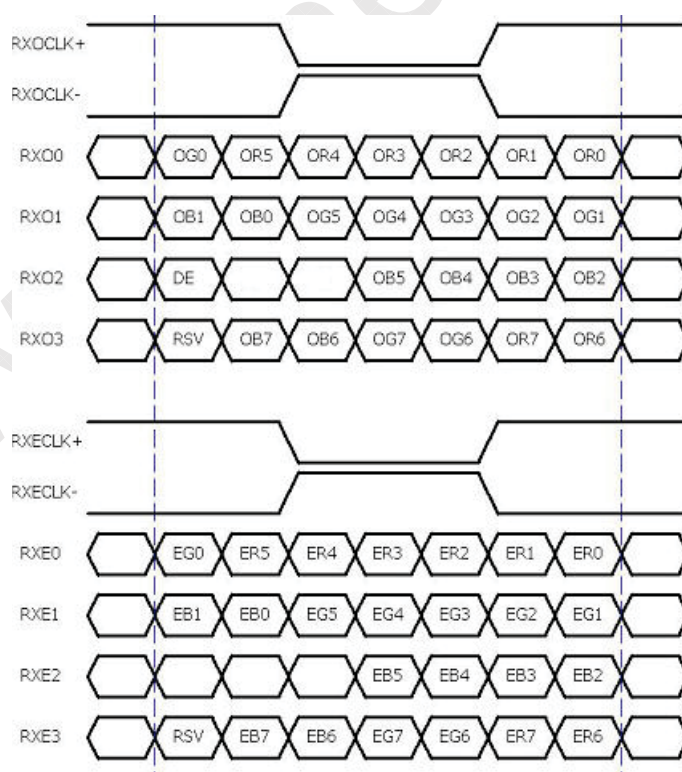 RXOCLK+
RXOCLK-
RXO0 OG0 OR5 OR4 OR3 OR2 OR1 OR0
RXO1 OB1 OB0 OG5 OG4 OG3 OG2 OG1
RXO2 DE OB5 OB4 OB3 OB2
RXO3 RSV OB7 OB6 OG7 OG6 OR7 OR6
RXECLK+
RXECLK-
RXE0 EG0 ER5 ER4 ER3 ER2 ER1 ER0
RXE1 EB1 EB0 EG5 EG4 EG3 EG2 EG1
RXE2 EB5 EB4 EB3 EB2
RXE3 RSV EB7 EB6 EG7 EG6 ER7 ER6